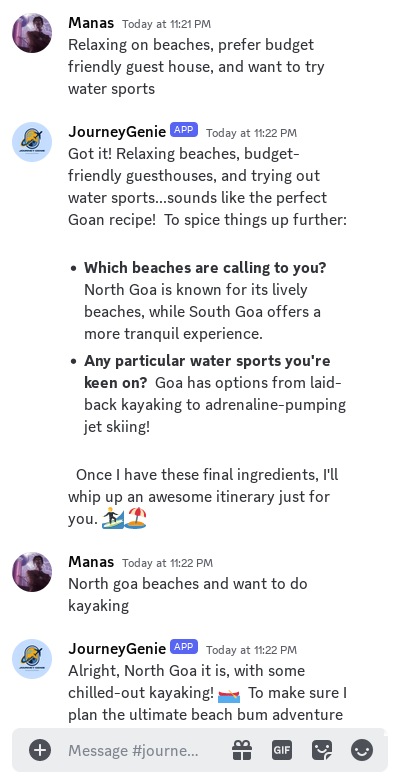 Manas Today at 11:21 PM
Relaxing on beaches, prefer budget
friendly guest house, and want to try
water sports
JourneyGenie APP Today at 11:22 PM
Got it! Relaxing beaches, budget-
friendly guesthouses, and trying out
water sports...sounds like the perfect
Goan recipe!  To spice things up further:
• Which beaches are calling to you?
North Goa is known for its lively
beaches, while South Goa offers a
more tranquil experience.
• Any particular water sports you're
keen on?  Goa has options from laid-
back kayaking to adrenaline-pumping
jet skiing!
Once I have these final ingredients, I'll
whip up an awesome itinerary just for
you. 🏄⛱️
Manas Today at 11:22 PM
North goa beaches and want to do
kayaking
JourneyGenie APP Today at 11:22 PM
Alright, North Goa it is, with some
chilled-out kayaking! 🛶  To make sure I
plan the ultimate beach bum adventure
Message #journe... GIF